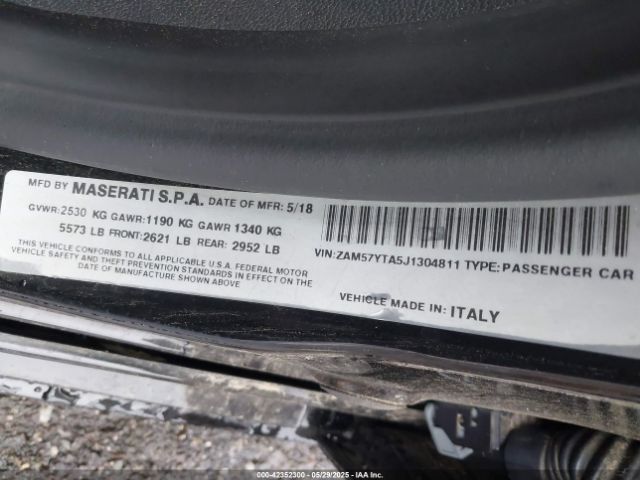 MFD BY MASERATI S.P.A. DATE OF MFR: 5/18
GVWR:2530 KG GAWR:1190 KG GAWR 1340 KG
5573 LB FRONT:2621 LB REAR: 2952 LB
THIS VEHICLE CONFORMS TO ALL APPLICABLE U.S.A. FEDERAL MOTOR
VEHICLE SAFETY AND THEFT PREVENTION STANDARDS IN EFFECT ON THE
DATE OF MANUFACTURE SHOWN ABOVE
VIN:ZAM57YTA5J1304811 TYPE:PASSENGER CAR
VEHICLE MADE IN: ITALY
000-42352300 - 05/29/2025 - IAAI.COM